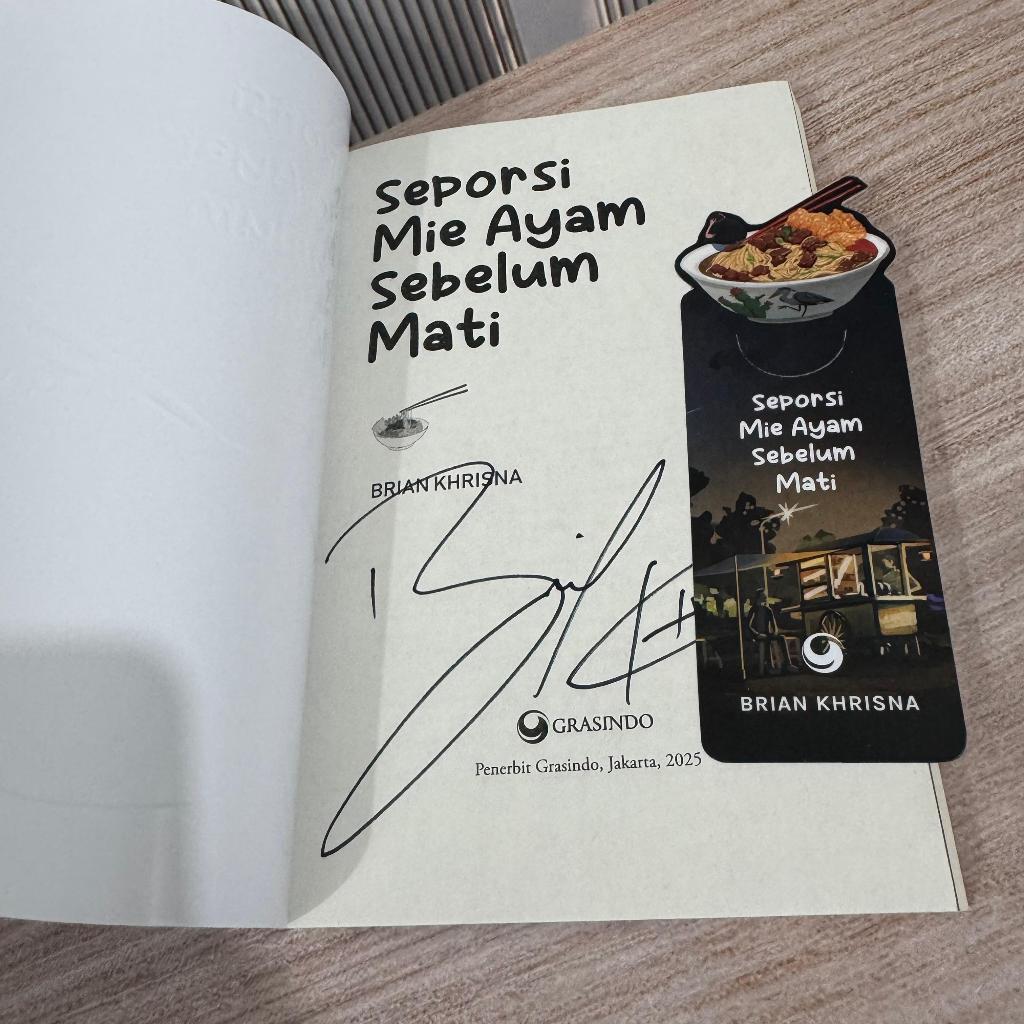 Seporsi
Mie Ayam
Sebelum
Mati
BRIAN KHRISNA
GRASINDO
Penerbit Grasindo, Jakarta, 2025
Seporsi
Mie Ayam
Sebelum
Mati
BRIAN KHRISNA